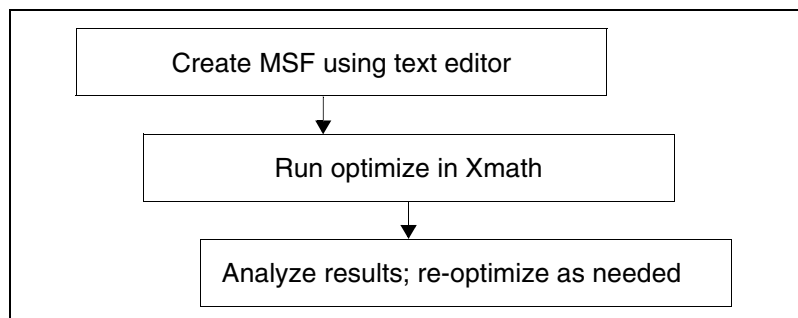 Create MSF using text editor
Run optimize in Xmath
Analyze results; re-optimize as needed